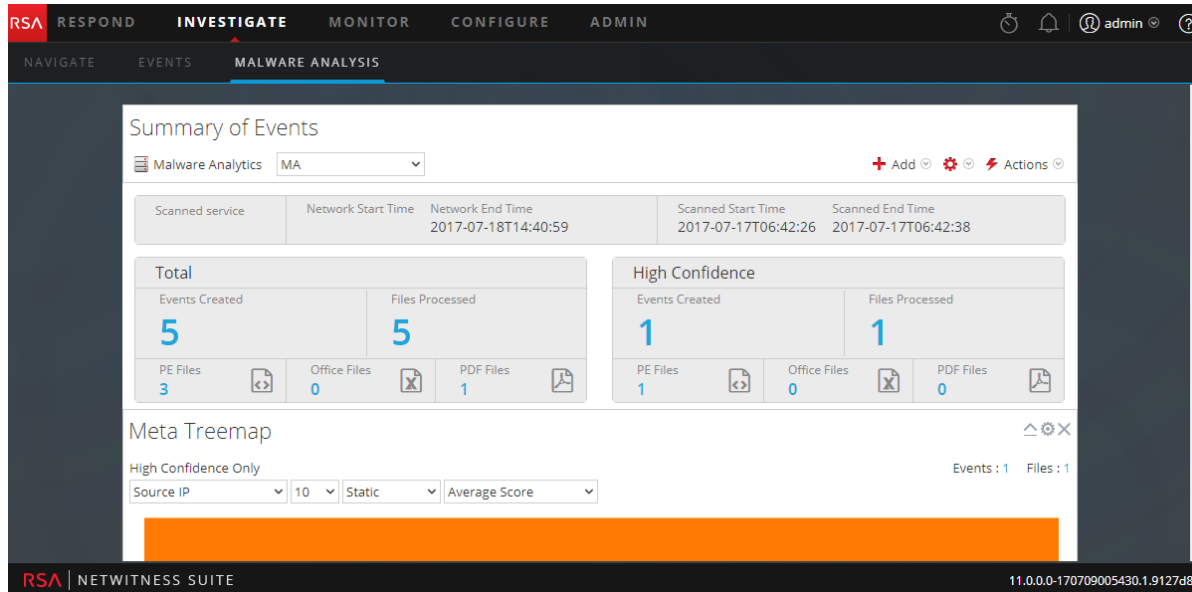 RSA RESPOND INVESTIGATE MONITOR CONFIGURE ADMIN admin
NAVIGATE EVENTS MALWARE ANALYSIS
Summary of Events
Malware Analytics MA Add Actions
Scanned service Network Start Time Network End Time Scanned Start Time Scanned End Time
2017-07-18T14:40:59 2017-07-17T06:42:26 2017-07-17T06:42:38
Total High Confidence
Events Created Files Processed Events Created Files Processed
5 5 1 1
PE Files Office Files PDF Files PE Files Office Files PDF Files
3 0 1 1 0 0
Meta Treemap
High Confidence Only Events : 1 Files : 1
Source IP 10 Static Average Score
RSA NETWITNESS SUITE 11.0.0.0-170709005430.1.9127d8